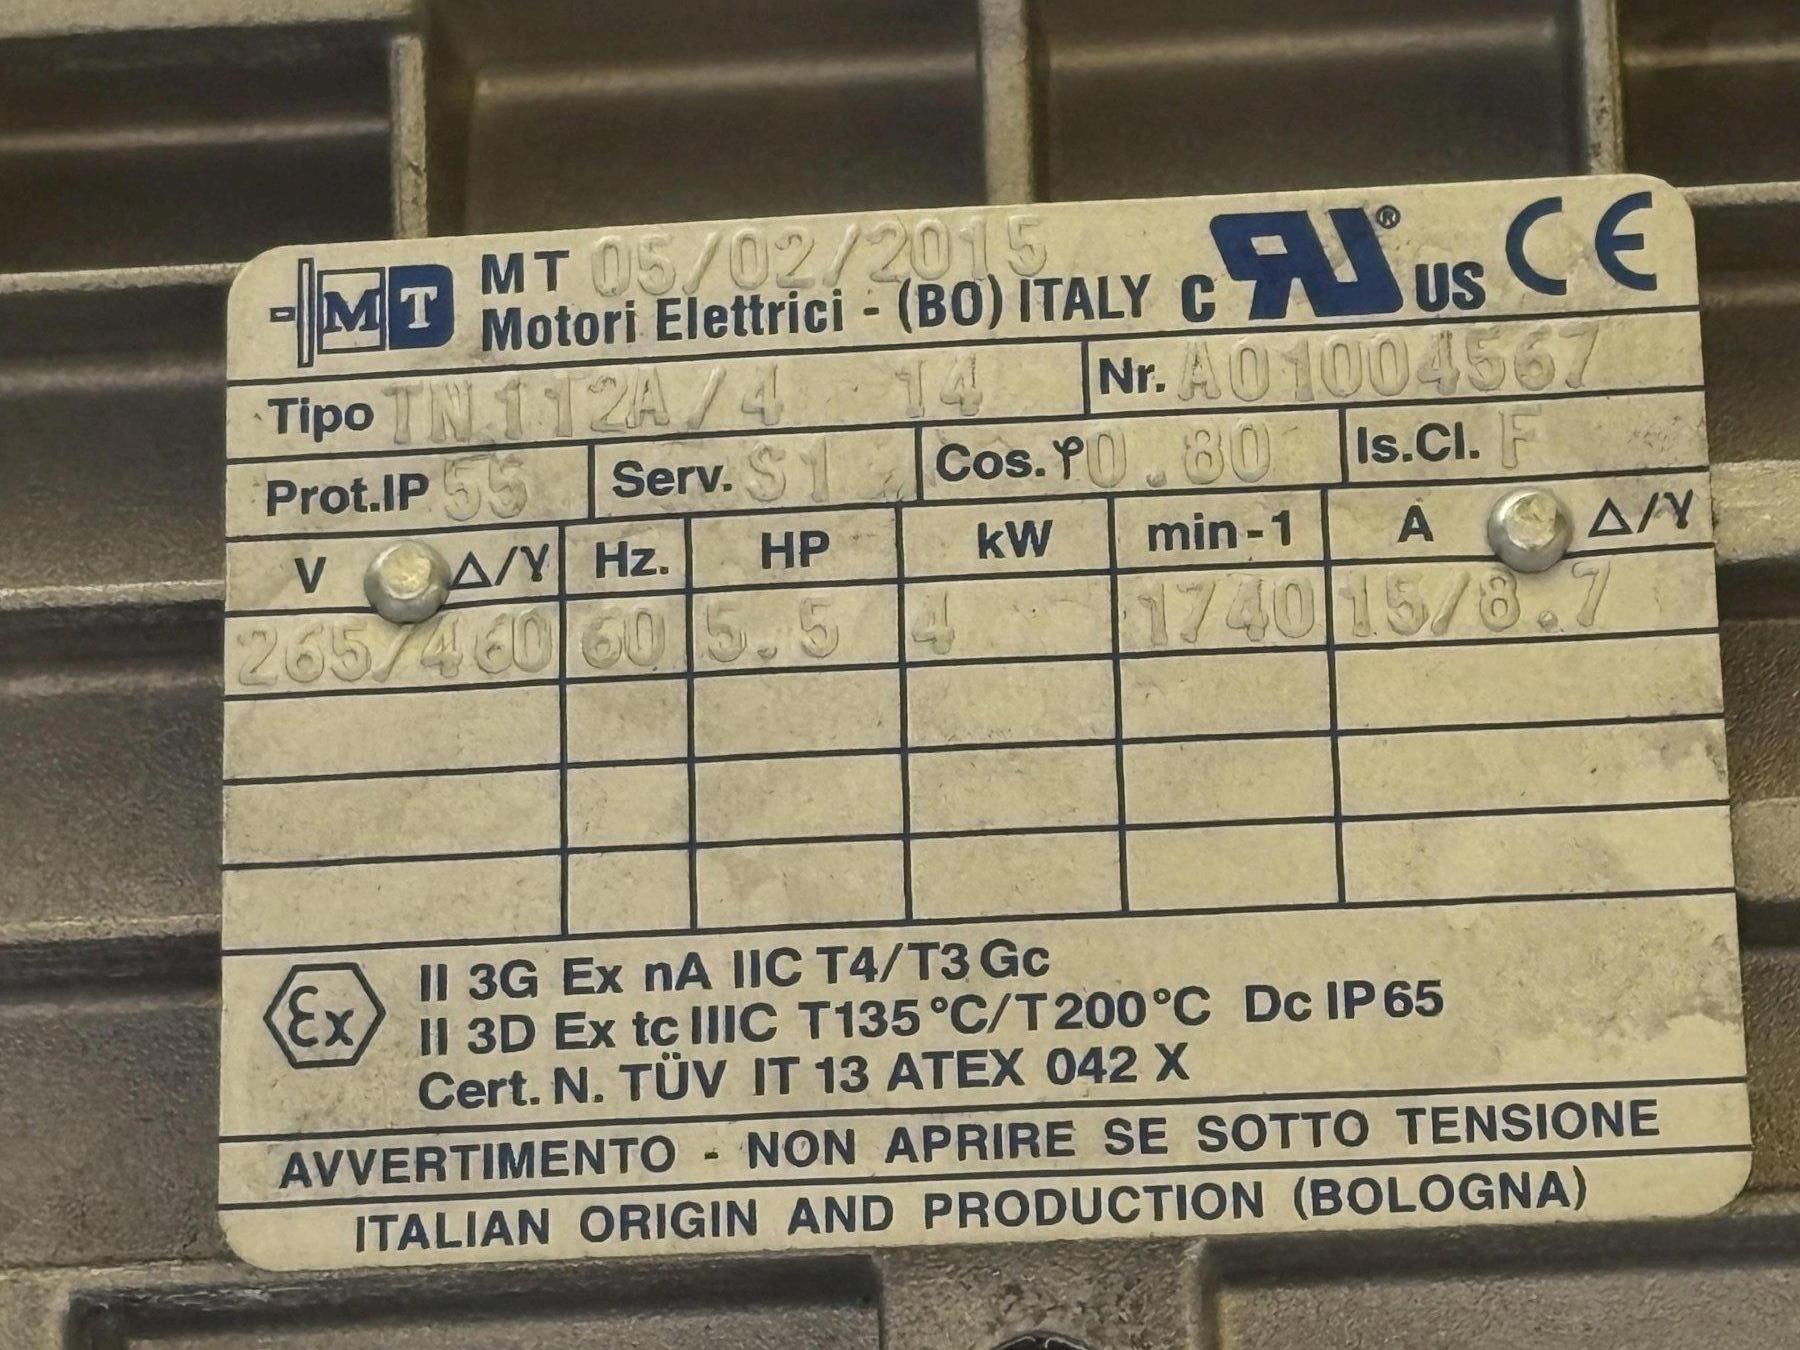 MT MT 05/02/2015
Motori Elettrici - (BO) ITALY C RU® US CE
Tipo TN 112A/4 14 Nr. A01004567
Prot.IP 55 Serv. S1 Cos.φ 0.80 Is.Cl. F
V Δ/Y Hz. HP kW min-1 A Δ/Y
265/460 60 5.5 4 1740 15/8.7
Ex II 3G Ex nA IIC T4/T3 Gc
II 3D Ex tc IIIC T135°C/T200°C Dc IP65
Cert. N. TÜV IT 13 ATEX 042 X
AVVERTIMENTO - NON APRIRE SE SOTTO TENSIONE
ITALIAN ORIGIN AND PRODUCTION (BOLOGNA)